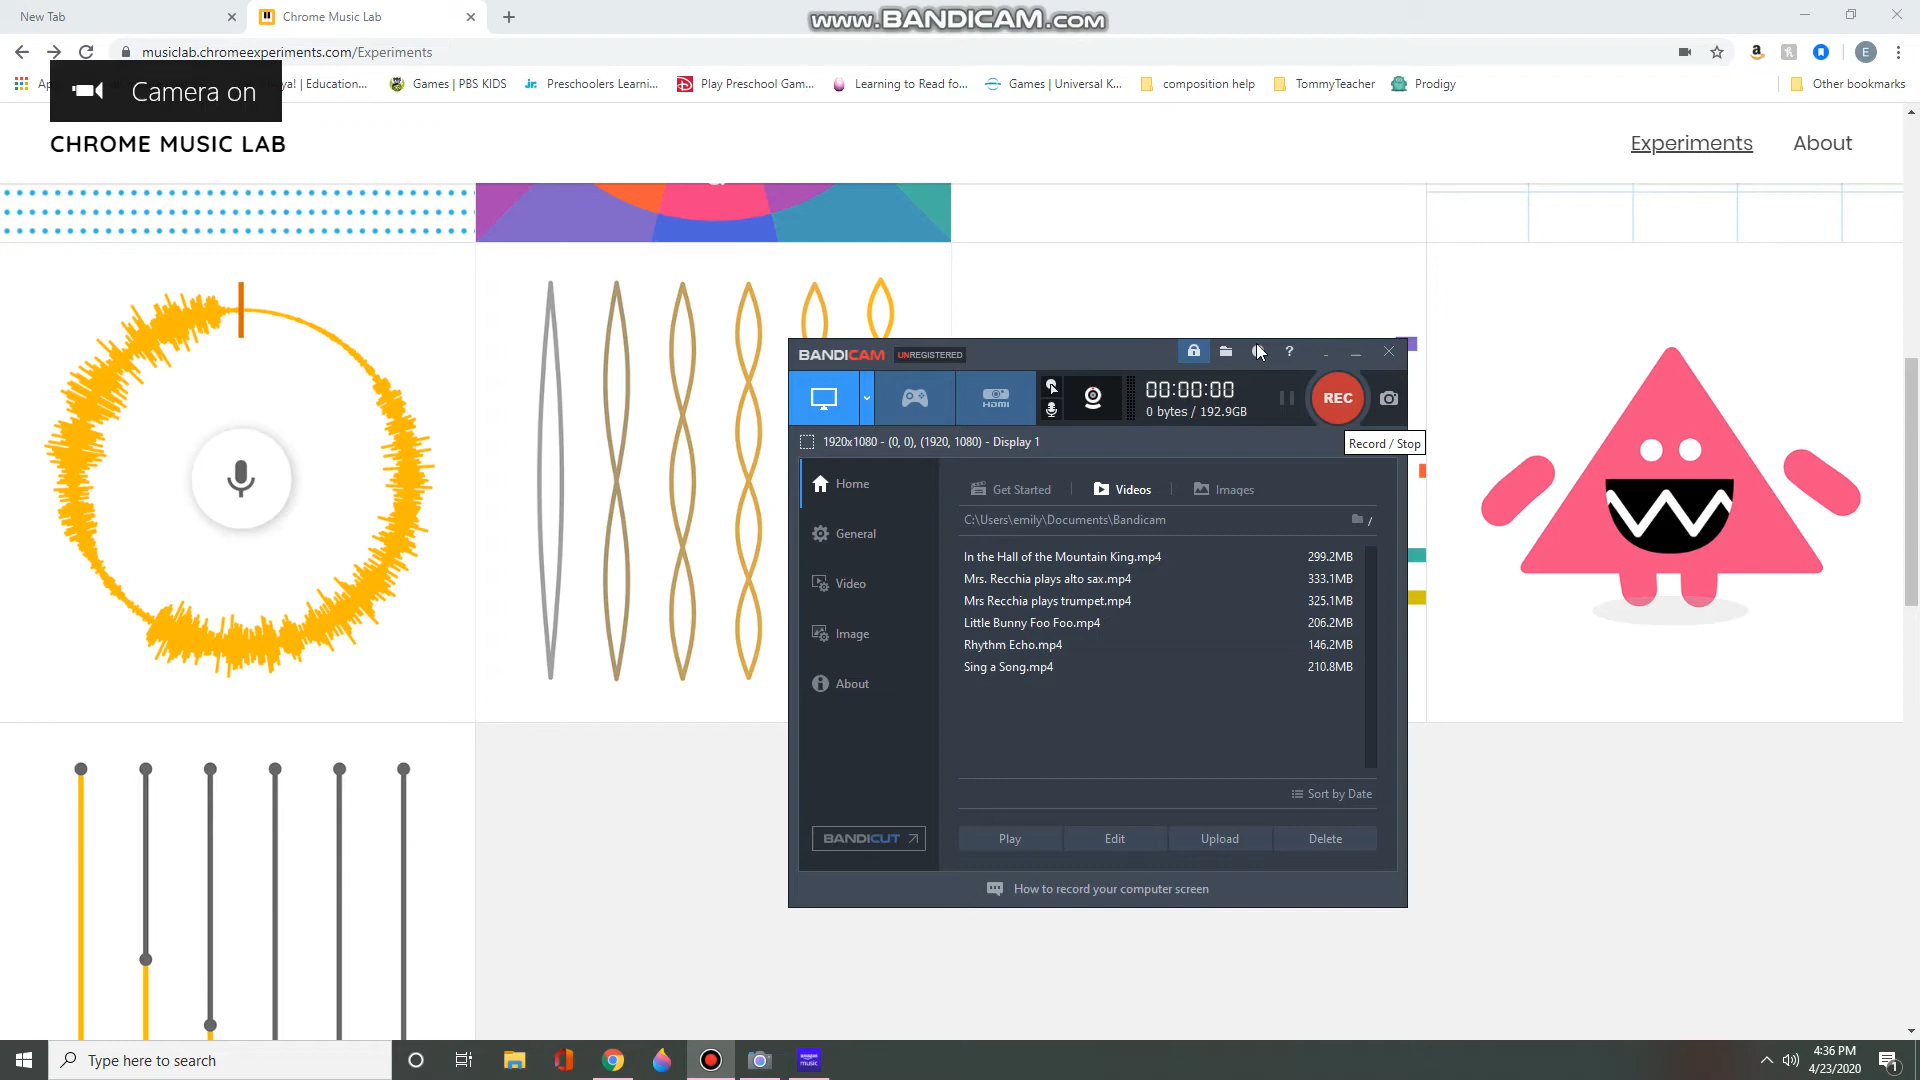 New Tab
Chrome Music Lab
www.BANDICAM.COM
musiclab.chromeexperiments.com/Experiments
Ap
ya! | Education...
Games | PBS KIDS
Preschoolers Learni...
Play Preschool Gam...
Learning to Read fo...
Games | Universal K...
composition help
TommyTeacher
Prodigy
Other bookmarks
Camera on
CHROME MUSIC LAB
Experiments
About
BANDICAM
UNREGISTERED
?
HDMI
00:00:00
0 bytes / 192.9GB
REC
Record / Stop
1920x1080 - (0, 0), (1920, 1080) - Display 1
Home
General
Video
Image
About
BANDICUT
Get Started
Videos
Images
C:\Users\emily\Documents\Bandicam
/
In the Hall of the Mountain King.mp4 299.2MB
Mrs. Recchia plays alto sax.mp4 333.1MB
Mrs Recchia plays trumpet.mp4 325.1MB
Little Bunny Foo Foo.mp4 206.2MB
Rhythm Echo.mp4 146.2MB
Sing a Song.mp4 210.8MB
Sort by Date
Play
Edit
Upload
Delete
How to record your computer screen
Type here to search
amazon music
4:36 PM
4/23/2020
1